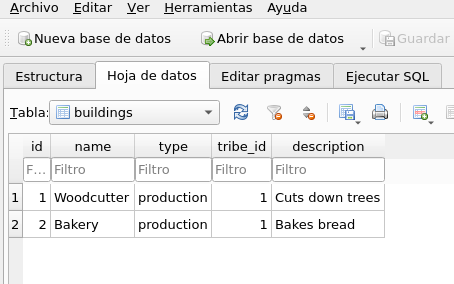 Archivo Editar Ver Herramientas Ayuda
Nueva base de datos Abrir base de datos Guardar
Estructura Hoja de datos Editar pragmas Ejecutar SQL
Tabla: buildings
id name type tribe_id description
F... Filtro Filtro Filtro Filtro
1 1 Woodcutter production 1 Cuts down trees
2 2 Bakery production 1 Bakes bread